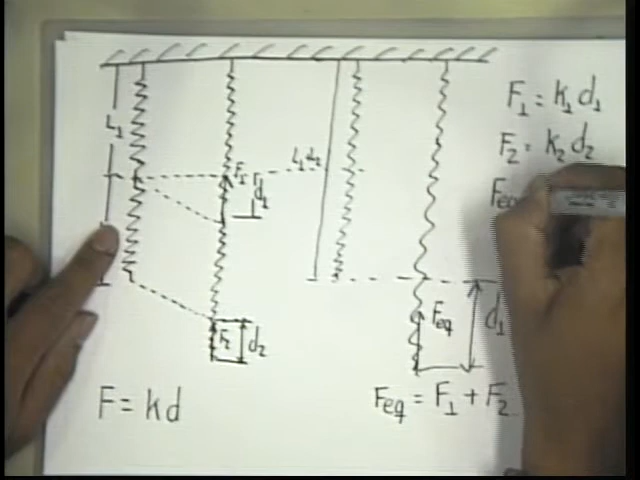 F₁ = k₁ d₁
F₂ = k₂ d₂
Feq
L₁
F₁
d₁
L₁ d₂
Feq
d₁
F₂
d₂
F = kd
Feq = F₁ + F₂